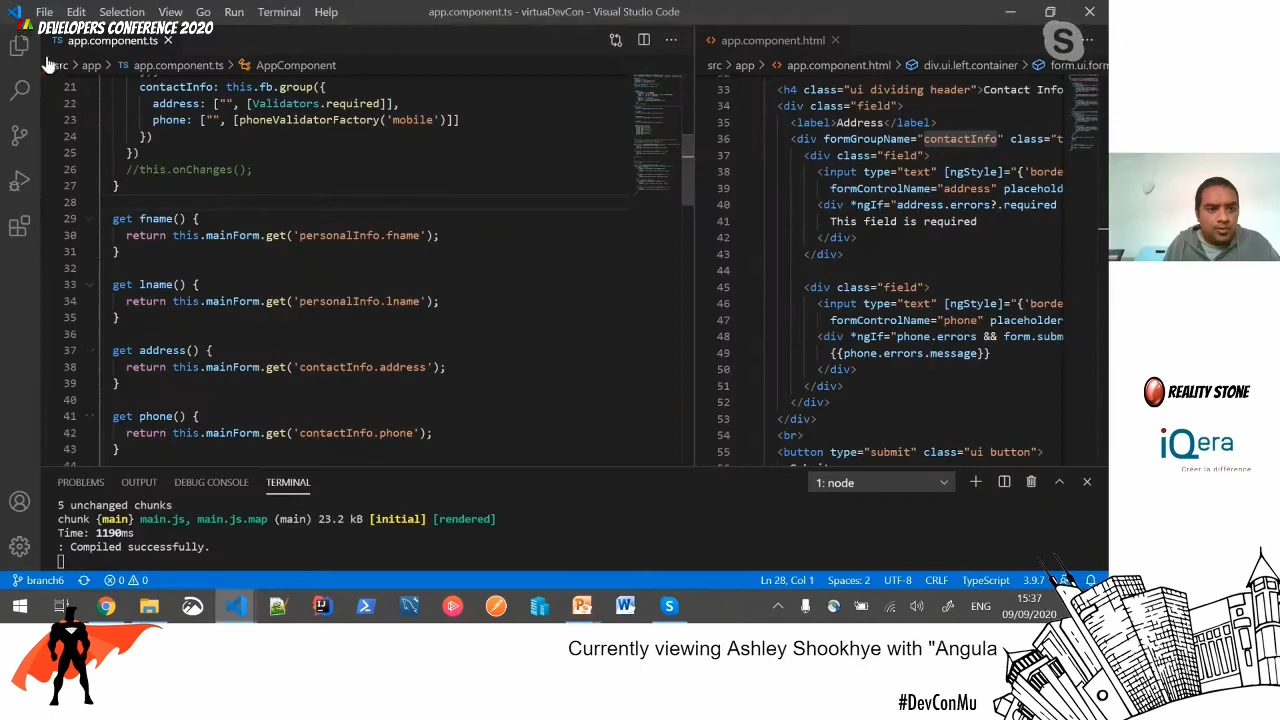 File Edit Selection View Go Run Terminal Help
app.component.ts - virtuaDevCon - Visual Studio Code
DEVELOPERS CONFERENCE 2020
TS app.component.ts
src > app > TS app.component.ts > AppComponent
21
contactInfo: this.fb.group({
22 address: ["", [Validators.required]],
23 phone: ["", [phoneValidatorFactory('mobile')]]
24 })
25 })
26 //this.onChanges();
27 }
28
29 get fname() {
30 return this.mainForm.get('personalInfo.fname');
31 }
32
33 get lname() {
34 return this.mainForm.get('personalInfo.lname');
35 }
36
37 get address() {
38 return this.mainForm.get('contactInfo.address');
39 }
40
41 get phone() {
42 return this.mainForm.get('contactInfo.phone');
43 }
<> app.component.html
src > app > <> app.component.html > div.ui.left.container > form.ui.form
33 <h4 class="ui dividing header">Contact Info
34 <div class="field">
35 <label>Address</label>
36 <div formGroupName="contactInfo" class="t
37 <div class="field">
38 <input type="text" [ngStyle]="{'borde
39 formControlName="address" placehold
40 <div *ngIf="address.errors?.required
41 This field is required
42 </div>
43 </div>
44
45 <div class="field">
46 <input type="text" [ngStyle]="{'borde
47 formControlName="phone" placeholder
48 <div *ngIf="phone.errors && form.subm
49 {{phone.errors.message}}
50 </div>
51 </div>
52 </div>
53 </div>
54 <br>
55 <button type="submit" class="ui button">
PROBLEMS OUTPUT DEBUG CONSOLE TERMINAL
1: node
5 unchanged chunks
chunk {main} main.js, main.js.map (main) 23.2 kB [initial] [rendered]
Time: 1190ms
: Compiled successfully.
branch6 0 0
Ln 28, Col 1 Spaces: 2 UTF-8 CRLF TypeScript 3.9.7
ENG
15:37
09/09/2020
REALITY STONE
iQera
Créer la différence
Currently viewing Ashley Shookhye with "Angula
#DevConMu